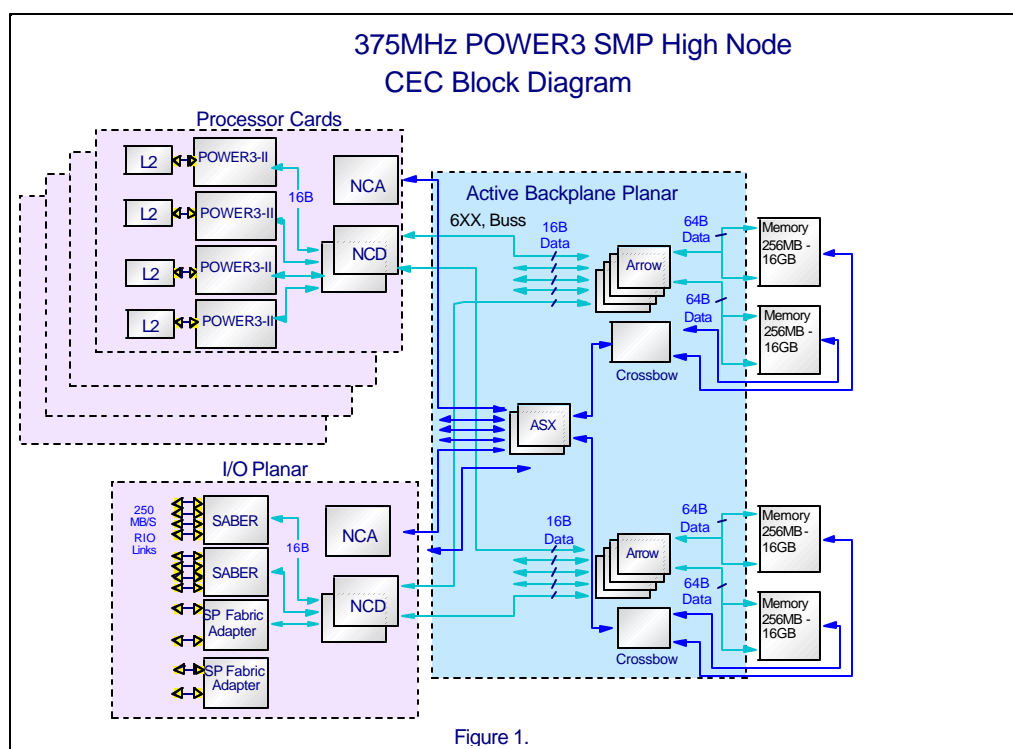 375MHz POWER3 SMP High Node
CEC Block Diagram
Processor Cards
L2
POWER3-II
16B
NCA
L2
POWER3-II
NCD
L2
POWER3-II
L2
POWER3-II
Active Backplane Planar
6XX, Buss
16B
Data
Arrow
64B
Data
Memory
256MB -
16GB
64B
Data
Memory
256MB -
16GB
Crossbow
ASX
I/O Planar
250
MB/S
RIO
Links
SABER
16B
NCA
SABER
NCD
SP Fabric
Adapter
SP Fabric
Adapter
16B
Data
Arrow
64B
Data
Memory
256MB -
16GB
64B
Data
Memory
256MB -
16GB
Crossbow
Figure 1.